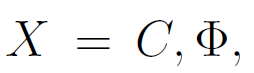 X = C, Φ,